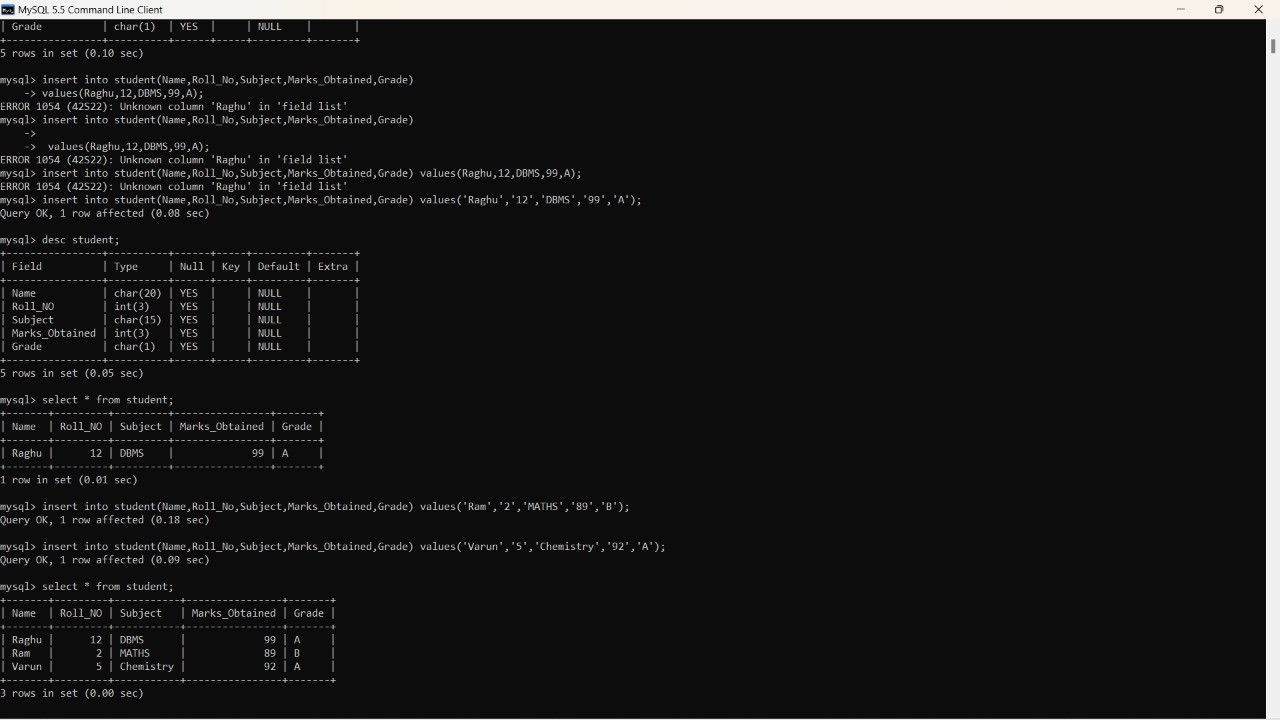 MySQL 5.5 Command Line Client
| Grade         | char(1)  | YES  |     | NULL    |       |
+---------------+----------+------+-----+---------+-------+
5 rows in set (0.10 sec)
mysql> insert into student(Name,Roll_No,Subject,Marks_Obtained,Grade)
    -> values(Raghu,12,DBMS,99,A);
ERROR 1054 (42S22): Unknown column 'Raghu' in 'field list'
mysql> insert into student(Name,Roll_No,Subject,Marks_Obtained,Grade)
    ->
    ->  values(Raghu,12,DBMS,99,A);
ERROR 1054 (42S22): Unknown column 'Raghu' in 'field list'
mysql> insert into student(Name,Roll_No,Subject,Marks_Obtained,Grade) values(Raghu,12,DBMS,99,A);
ERROR 1054 (42S22): Unknown column 'Raghu' in 'field list'
mysql> insert into student(Name,Roll_No,Subject,Marks_Obtained,Grade) values('Raghu','12','DBMS','99','A');
Query OK, 1 row affected (0.08 sec)
mysql> desc student;
+----------------+----------+------+-----+---------+-------+
| Field          | Type     | Null | Key | Default | Extra |
+----------------+----------+------+-----+---------+-------+
| Name           | char(20) | YES  |     | NULL    |       |
| Roll_NO        | int(3)   | YES  |     | NULL    |       |
| Subject        | char(15) | YES  |     | NULL    |       |
| Marks_Obtained | int(3)   | YES  |     | NULL    |       |
| Grade          | char(1)  | YES  |     | NULL    |       |
+----------------+----------+------+-----+---------+-------+
5 rows in set (0.05 sec)
mysql> select * from student;
+-------+---------+---------+----------------+-------+
| Name  | Roll_NO | Subject | Marks_Obtained | Grade |
+-------+---------+---------+----------------+-------+
| Raghu |      12 | DBMS    |             99 | A     |
+-------+---------+---------+----------------+-------+
1 row in set (0.01 sec)
mysql> insert into student(Name,Roll_No,Subject,Marks_Obtained,Grade) values('Ram','2','MATHS','89','B');
Query OK, 1 row affected (0.18 sec)
mysql> insert into student(Name,Roll_No,Subject,Marks_Obtained,Grade) values('Varun','5','Chemistry','92','A');
Query OK, 1 row affected (0.09 sec)
mysql> select * from student;
+-------+---------+-----------+----------------+-------+
| Name  | Roll_NO | Subject   | Marks_Obtained | Grade |
+-------+---------+-----------+----------------+-------+
| Raghu |      12 | DBMS      |             99 | A     |
| Ram   |       2 | MATHS     |             89 | B     |
| Varun |       5 | Chemistry |             92 | A     |
+-------+---------+-----------+----------------+-------+
3 rows in set (0.00 sec)